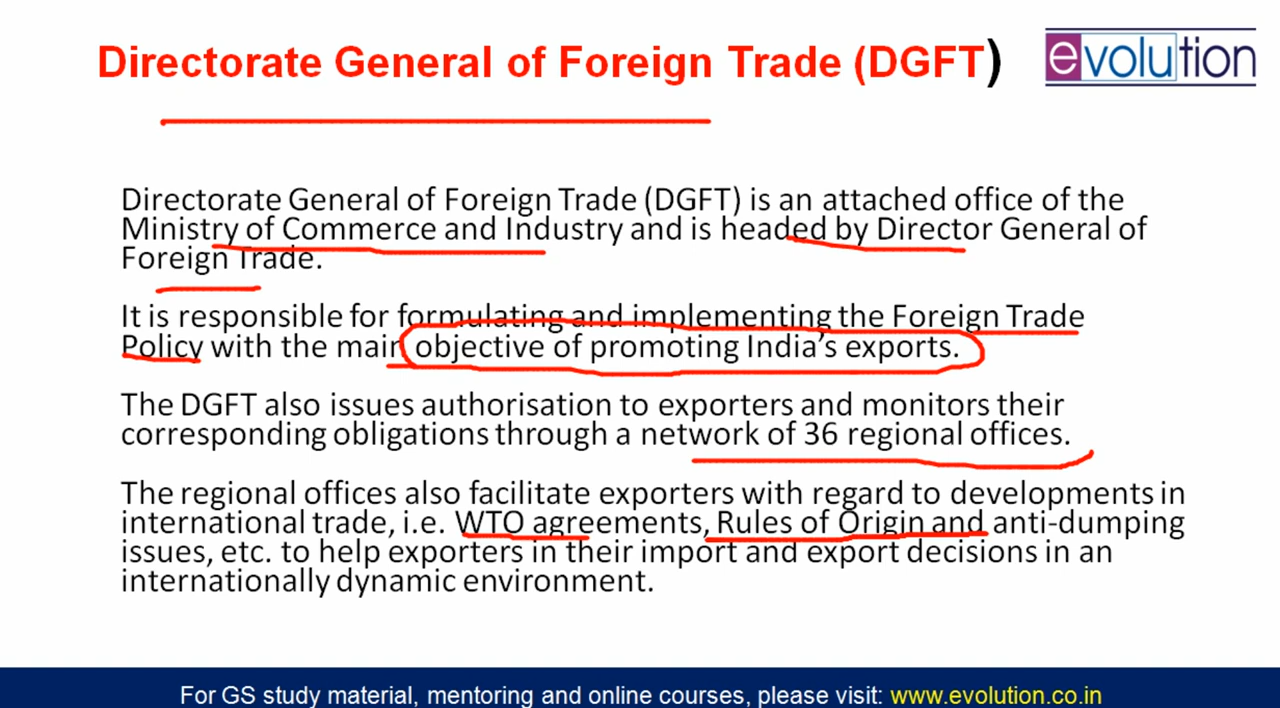 Directorate General of Foreign Trade (DGFT)
evolution
Directorate General of Foreign Trade (DGFT) is an attached office of the
Ministry of Commerce and Industry and is headed by Director General of
Foreign Trade.
It is responsible for formulating and implementing the Foreign Trade
Policy with the main objective of promoting India's exports.
The DGFT also issues authorisation to exporters and monitors their
corresponding obligations through a network of 36 regional offices.
The regional offices also facilitate exporters with regard to developments in
international trade, i.e. WTO agreements, Rules of Origin and anti-dumping
issues, etc. to help exporters in their import and export decisions in an
internationally dynamic environment.
For GS study material, mentoring and online courses, please visit: www.evolution.co.in